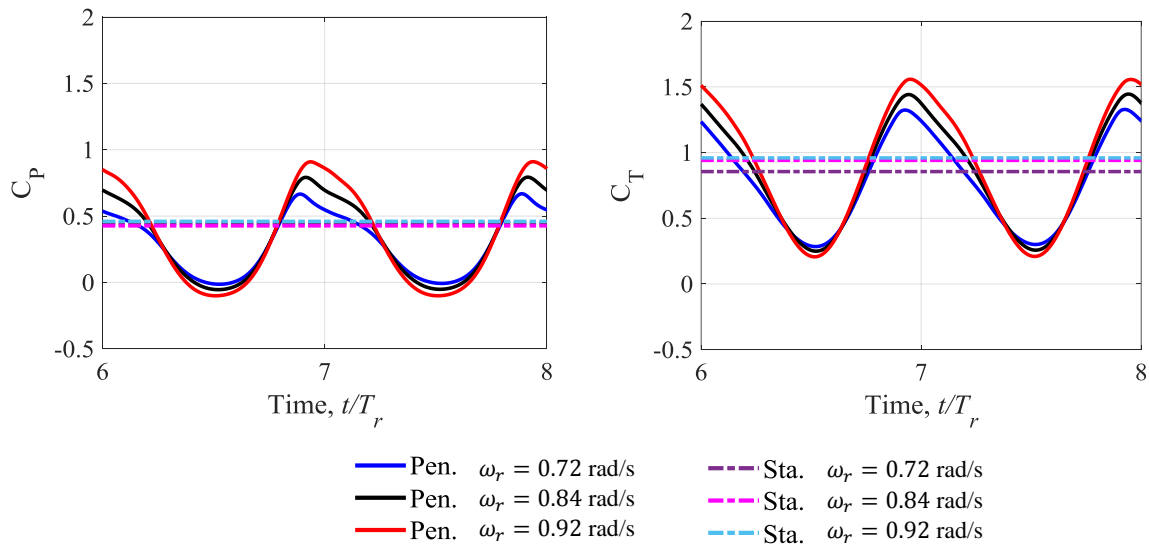 2
1.5
1
0.5
0
-0.5
C_P
6
7
8
Time, t/T_r
2
1.5
1
0.5
0
-0.5
C_T
6
7
8
Time, t/T_r
Pen. ω_r = 0.72 rad/s
Pen. ω_r = 0.84 rad/s
Pen. ω_r = 0.92 rad/s
Sta. ω_r = 0.72 rad/s
Sta. ω_r = 0.84 rad/s
Sta. ω_r = 0.92 rad/s